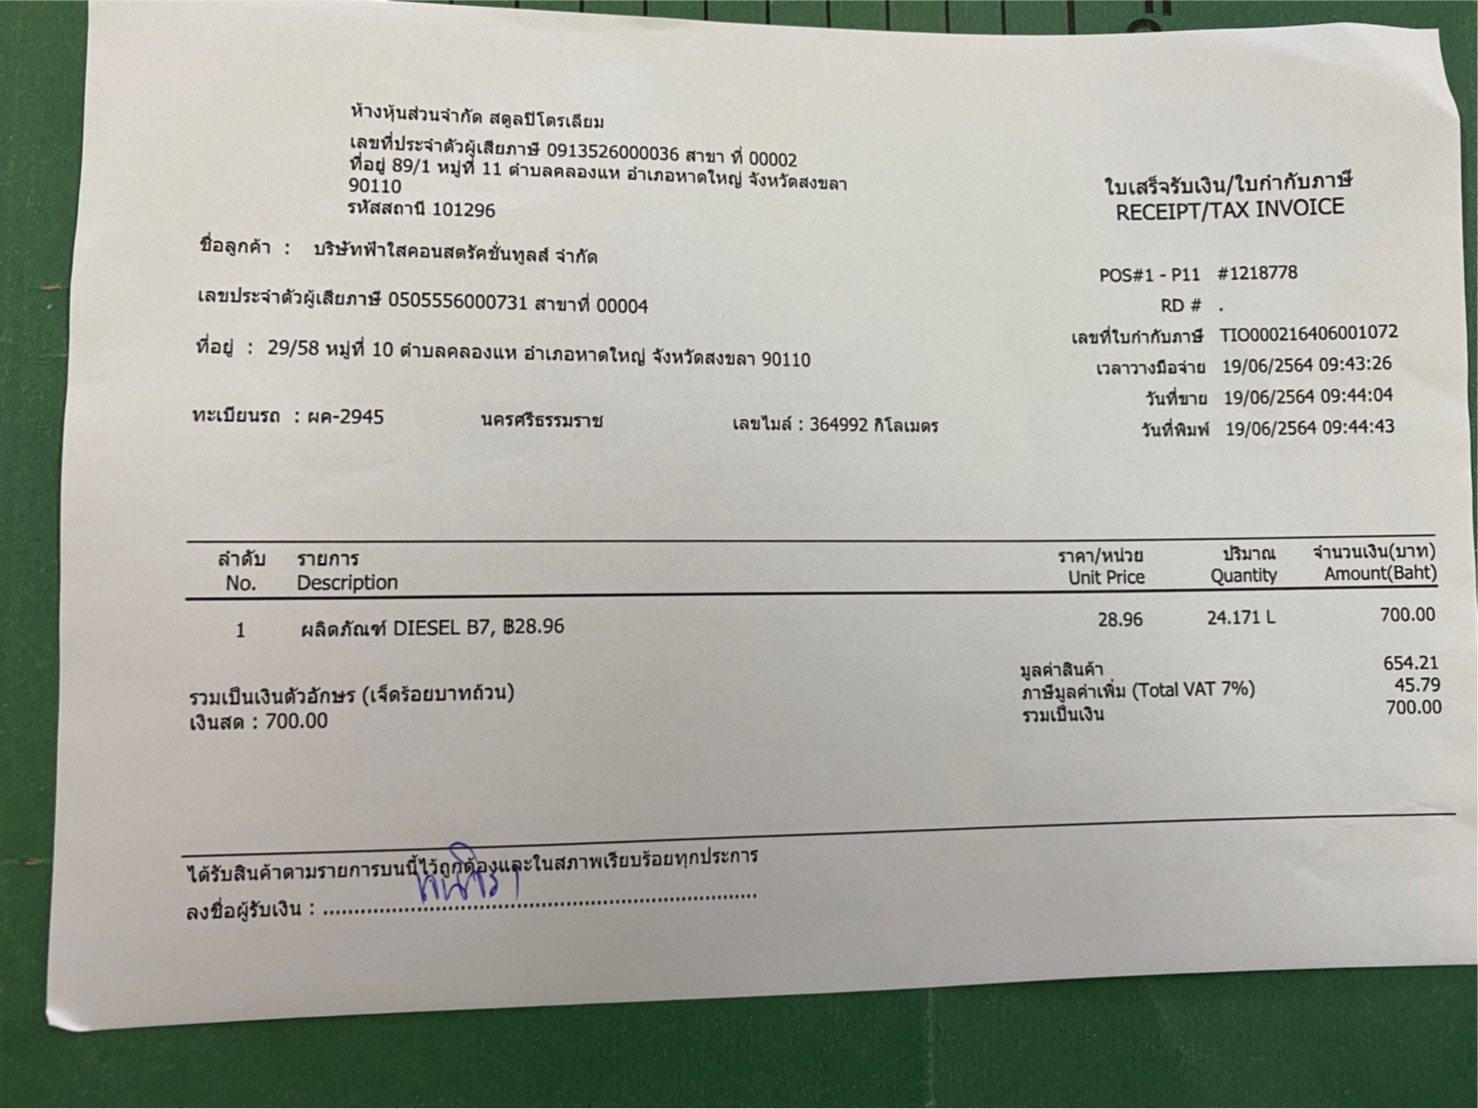 ห้างหุ้นส่วนจำกัด สตูลปิโตรเลียม
เลขที่ประจำตัวผู้เสียภาษี 0913526000036 สาขา ที่ 00002
ที่อยู่ 89/1 หมู่ที่ 11 ตำบลคลองแห อำเภอหาดใหญ่ จังหวัดสงขลา
90110
รหัสสถานี 101296
ใบเสร็จรับเงิน/ใบกำกับภาษี
RECEIPT/TAX INVOICE
ชื่อลูกค้า : บริษัทฟ้าใสคอนสตรัคชั่นทูลส์ จำกัด
เลขประจำตัวผู้เสียภาษี 0505556000731 สาขาที่ 00004
ที่อยู่ : 29/58 หมู่ที่ 10 ตำบลคลองแห อำเภอหาดใหญ่ จังหวัดสงขลา 90110
ทะเบียนรถ : ผค-2945 นครศรีธรรมราช เลขไมล์ : 364992 กิโลเมตร
POS#1 - P11 #1218778
RD # .
เลขที่ใบกำกับภาษี TIO000216406001072
เวลาวางมือจ่าย 19/06/2564 09:43:26
วันที่ขาย 19/06/2564 09:44:04
วันที่พิมพ์ 19/06/2564 09:44:43
ลำดับ รายการ ราคา/หน่วย ปริมาณ จำนวนเงิน(บาท)
No. Description Unit Price Quantity Amount(Baht)
1 ผลิตภัณฑ์ DIESEL B7, ฿28.96 28.96 24.171 L 700.00
มูลค่าสินค้า 654.21
รวมเป็นเงินตัวอักษร (เจ็ดร้อยบาทถ้วน) ภาษีมูลค่าเพิ่ม (Total VAT 7%) 45.79
เงินสด : 700.00 รวมเป็นเงิน 700.00
ได้รับสินค้าตามรายการบนนี้ไว้ถูกต้องและในสภาพเรียบร้อยทุกประการ
ลงชื่อผู้รับเงิน : ......................................................................